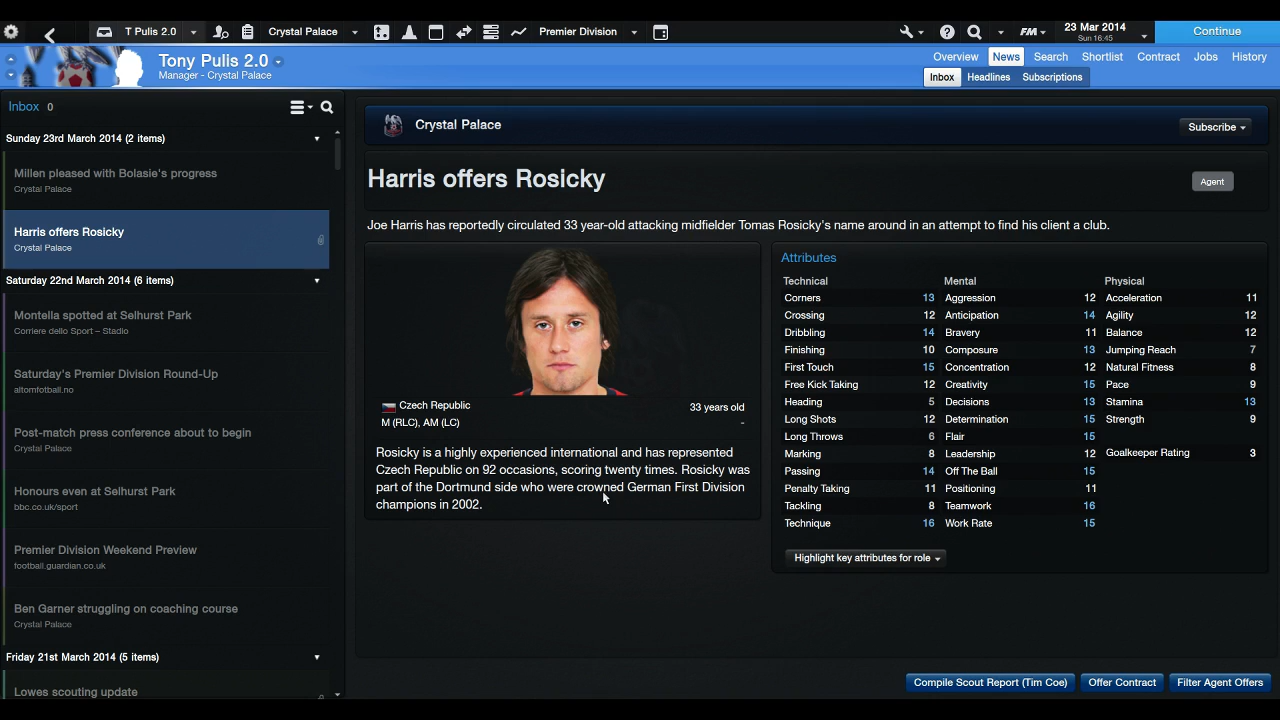 T Pulis 2.0
Crystal Palace
Premier Division
FM
23 Mar 2014
Sun 16:45
Continue
Tony Pulis 2.0
Manager - Crystal Palace
Overview
News
Search
Shortlist
Contract
Jobs
History
Inbox
Headlines
Subscriptions
Inbox 0
Sunday 23rd March 2014 (2 items)
Millen pleased with Bolasie's progress
Crystal Palace
Harris offers Rosicky
Crystal Palace
Saturday 22nd March 2014 (6 items)
Montella spotted at Selhurst Park
Corriere dello Sport – Stadio
Saturday's Premier Division Round-Up
altomfotball.no
Post-match press conference about to begin
Crystal Palace
Honours even at Selhurst Park
bbc.co.uk/sport
Premier Division Weekend Preview
football.guardian.co.uk
Ben Garner struggling on coaching course
Crystal Palace
Friday 21st March 2014 (5 items)
Lowes scouting update
Crystal Palace
Subscribe
Harris offers Rosicky
Agent
Joe Harris has reportedly circulated 33 year-old attacking midfielder Tomas Rosicky's name around in an attempt to find his client a club.
Czech Republic
33 years old
M (RLC), AM (LC)
-
Rosicky is a highly experienced international and has represented
Czech Republic on 92 occasions, scoring twenty times. Rosicky was
part of the Dortmund side who were crowned German First Division
champions in 2002.
Attributes
Technical Mental Physical
Corners 13 Aggression 12 Acceleration 11
Crossing 12 Anticipation 14 Agility 12
Dribbling 14 Bravery 11 Balance 12
Finishing 10 Composure 13 Jumping Reach 7
First Touch 15 Concentration 12 Natural Fitness 8
Free Kick Taking 12 Creativity 15 Pace 9
Heading 5 Decisions 13 Stamina 13
Long Shots 12 Determination 15 Strength 9
Long Throws 6 Flair 15
Marking 8 Leadership 12 Goalkeeper Rating 3
Passing 14 Off The Ball 15
Penalty Taking 11 Positioning 11
Tackling 8 Teamwork 16
Technique 16 Work Rate 15
Highlight key attributes for role
Compile Scout Report (Tim Coe)
Offer Contract
Filter Agent Offers